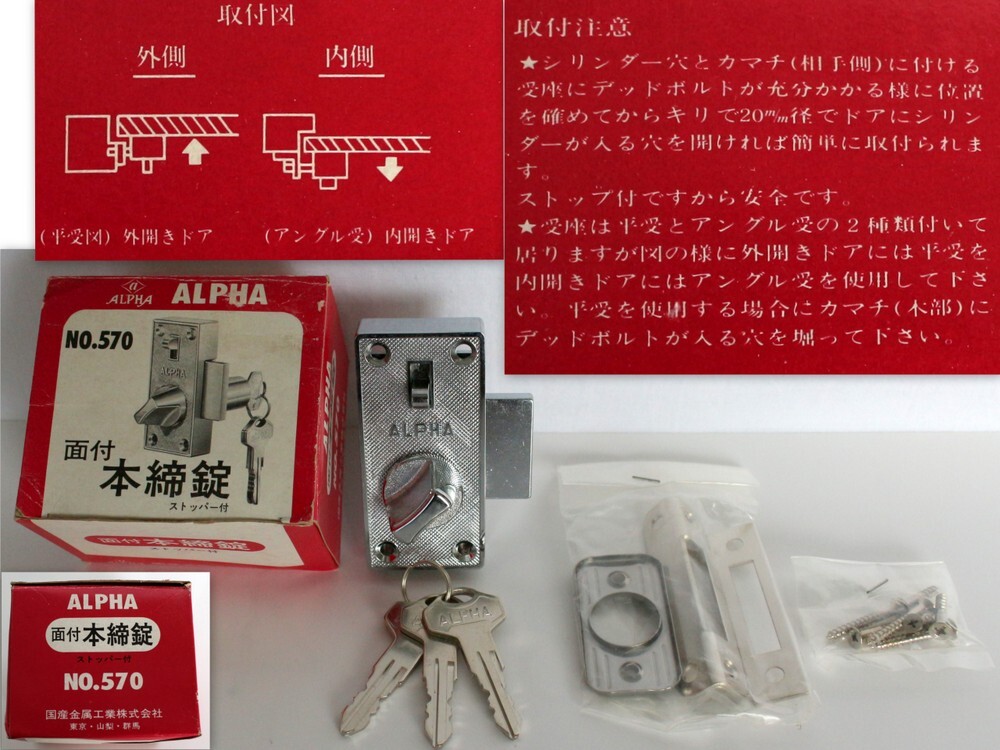 取付図
外側
内側
(平受図) 外開きドア
(アングル受) 内開きドア
取付注意
★シリンダー穴とカマチ(相手側)に付ける
受座にデッドボルトが充分かかる様に位置
を確めてからキリで20m/m径でドアにシリン
ダーが入る穴を開ければ簡単に取付られま
す。
ストップ付ですから安全です。
★受座は平受とアングル受の2種類付いて
居りますが図の様に外開きドアには平受を
内開きドアにはアングル受を使用して下さ
い。平受を使用する場合にカマチ(木部)に
デッドボルトが入る穴を堀って下さい。
ALPHA
ALPHA
NO.570
ALPHA
面付
本締錠
ストッパー付
ALPHA
面付 本締錠
ストッパー付
ALPHA
ALPHA
ALPHA
面付 本締錠
ストッパー付
NO.570
国産金属工業株式会社
東京・山梨・群馬